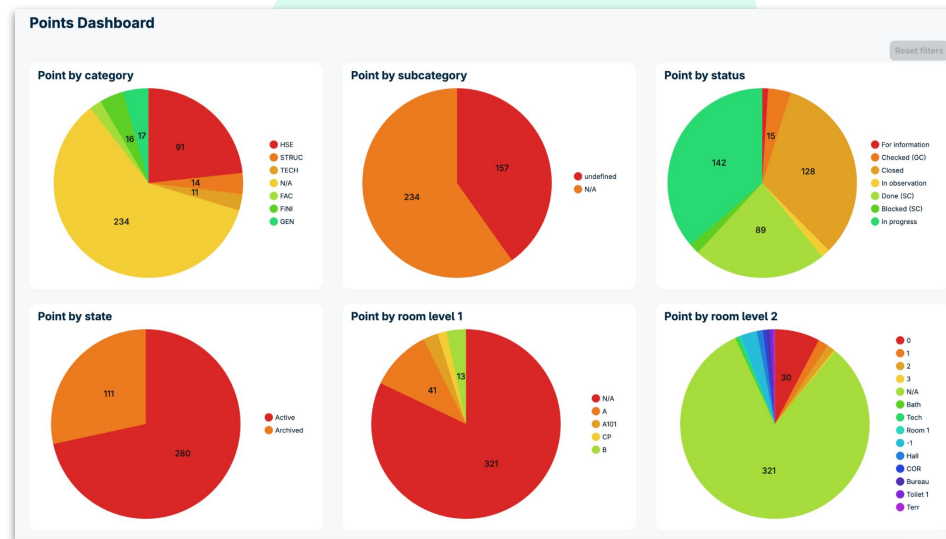 Points Dashboard
Reset filters
Point by category
91
14
11
234
16
17
HSE
STRUC
TECH
N/A
FAC
FINI
GEN
Point by subcategory
157
234
undefined
N/A
Point by status
15
128
89
142
For information
Checked (GC)
Closed
In observation
Done (SC)
Blocked (SC)
In progress
Point by state
111
280
Active
Archived
Point by room level 1
13
41
321
N/A
A
A101
CP
B
Point by room level 2
30
321
0
1
2
3
N/A
Bath
Tech
Room 1
-1
Hall
COR
Bureau
Toilet 1
Terr